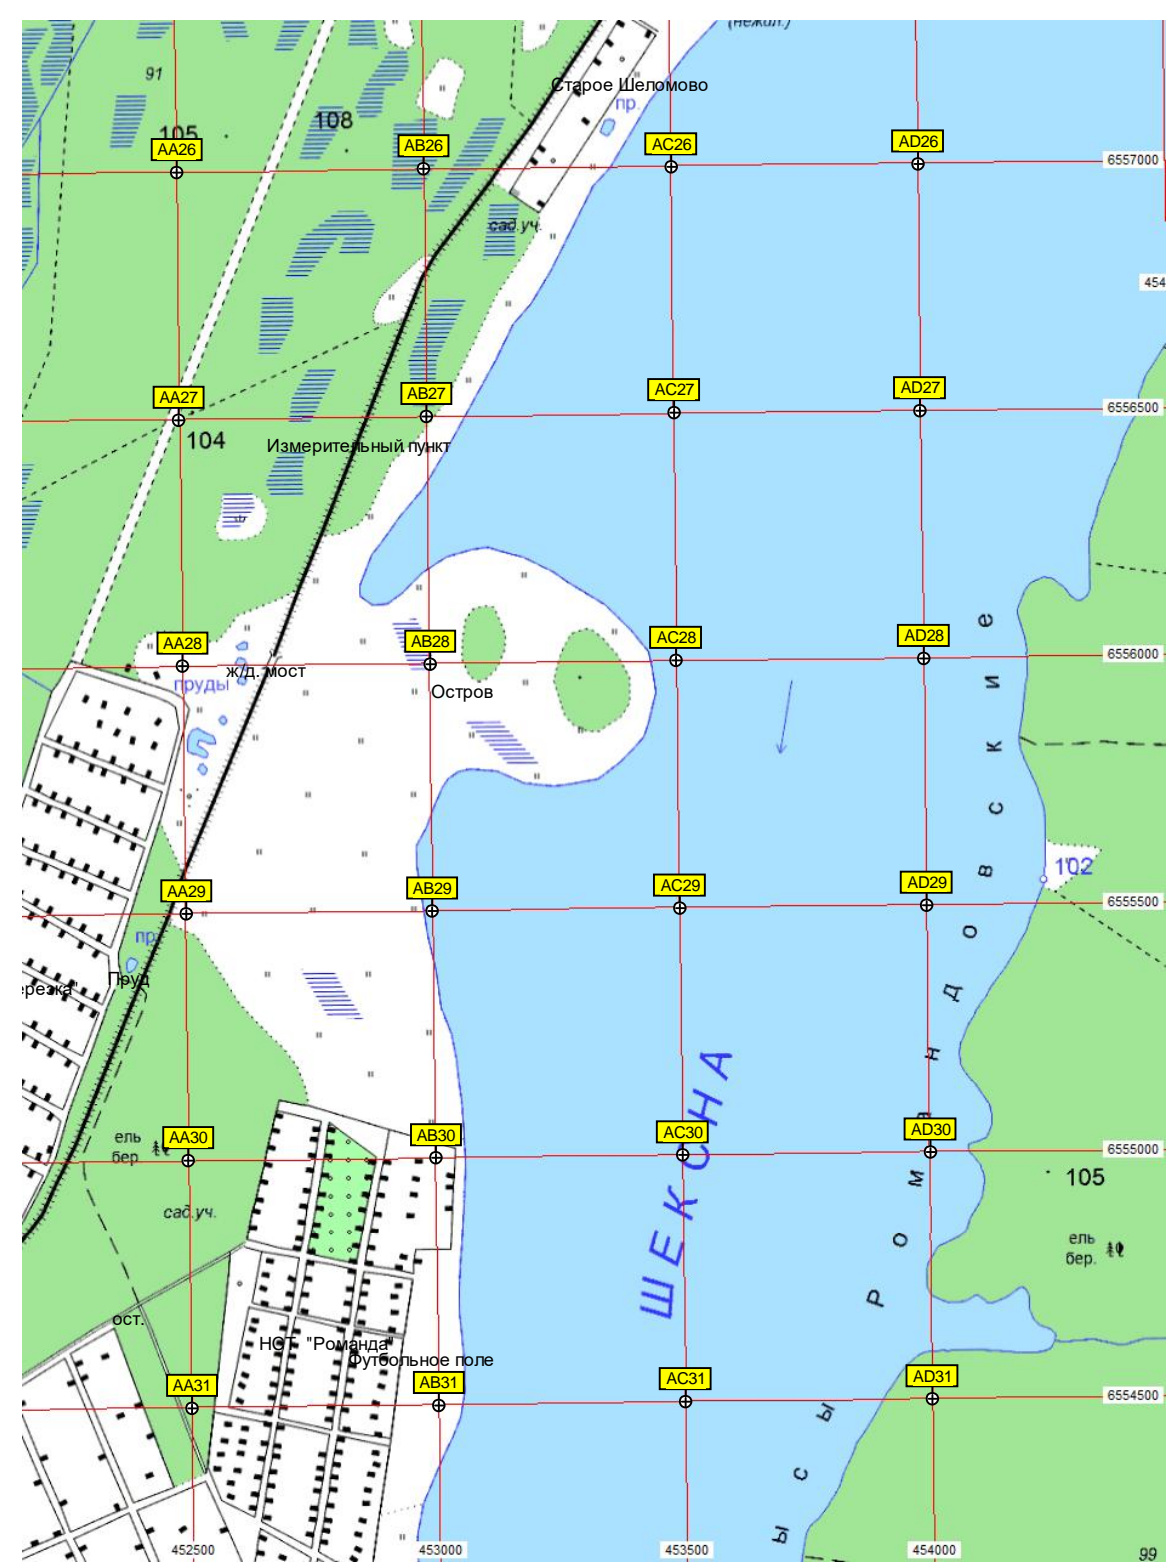 (нежил.)
91
Старое Шеломово
пр.
105
108
AA26
AB26
AC26
AD26
6557000
сад.уч.
454
AA27
AB27
AC27
AD27
6556500
104
Измерительный пункт
AA28
AB28
AC28
AD28
6556000
ж/д. мост
пруды
Остров
102
AA29
AB29
AC29
AD29
6555500
пр.
Пруд
резка"
Р о м а н д о в с к и е
ШЕКСНА
ель
бер.
AA30
AB30
AC30
AD30
6555000
105
сад.уч.
ель
бер.
ост.
НСТ "Романда"
Футбольное поле
AA31
AB31
AC31
AD31
6554500
ы
с
ы
452500
453000
453500
454000
99